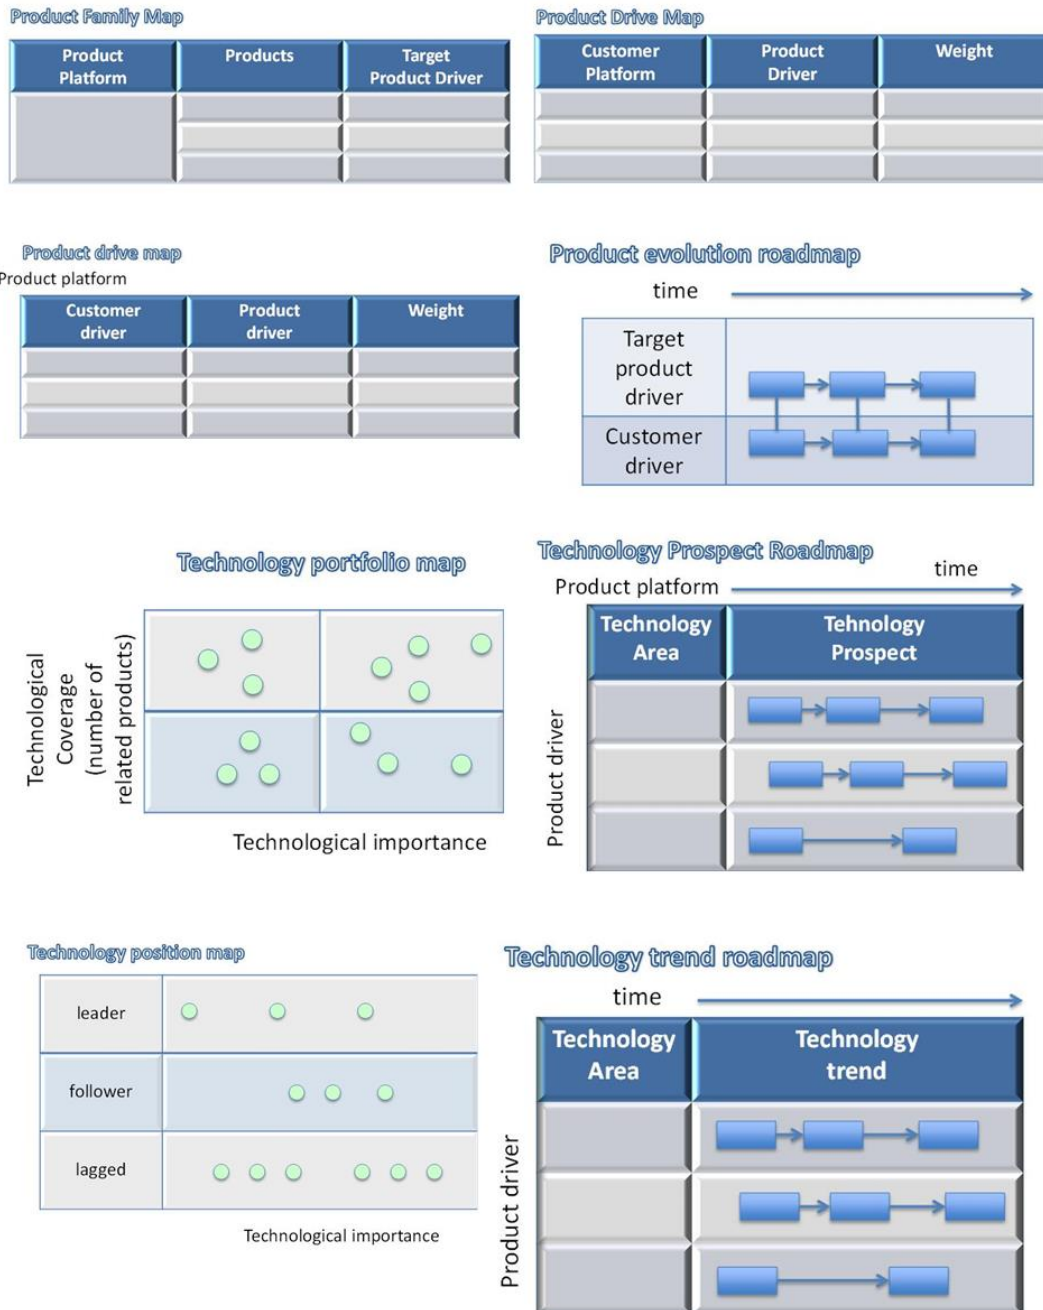 Product Family Map
Product Platform
Products
Target Product Driver
Product Drive Map
Customer Platform
Product Driver
Weight
Product drive map
Product platform
Customer driver
Product driver
Weight
Product evolution roadmap
time
Target product driver
Customer driver
Technology portfolio map
Technological Coverage (number of related products)
Technological importance
Technology Prospect Roadmap
Product platform
time
Technology Area
Tehnology Prospect
Product driver
Technology position map
leader
follower
lagged
Technological importance
Technology trend roadmap
time
Technology Area
Technology trend
Product driver